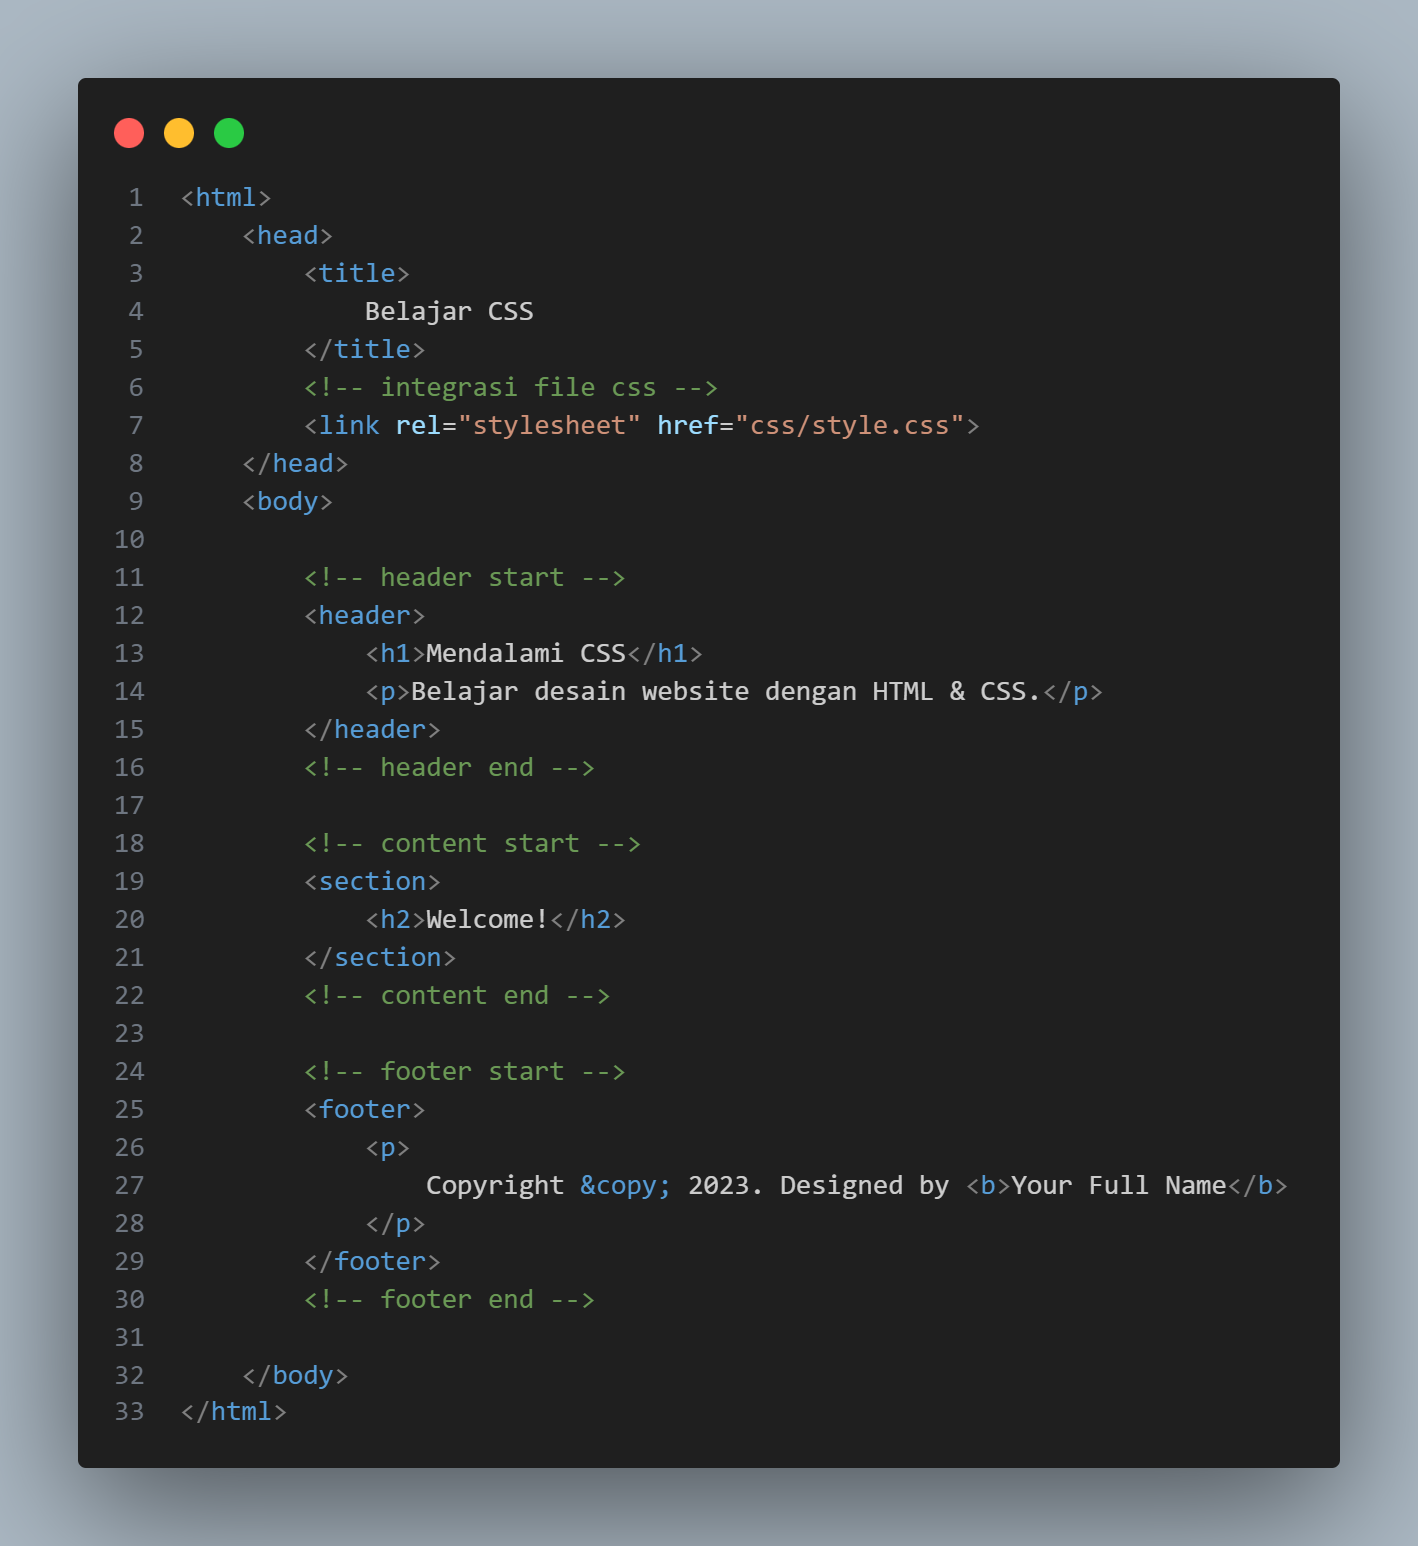 1 <html>
2     <head>
3         <title>
4             Belajar CSS
5         </title>
6         <!-- integrasi file css -->
7         <link rel="stylesheet" href="css/style.css">
8     </head>
9     <body>
10
11         <!-- header start -->
12         <header>
13             <h1>Mendalami CSS</h1>
14             <p>Belajar desain website dengan HTML & CSS.</p>
15         </header>
16         <!-- header end -->
17
18         <!-- content start -->
19         <section>
20             <h2>Welcome!</h2>
21         </section>
22         <!-- content end -->
23
24         <!-- footer start -->
25         <footer>
26             <p>
27                 Copyright &copy; 2023. Designed by <b>Your Full Name</b>
28             </p>
29         </footer>
30         <!-- footer end -->
31
32     </body>
33 </html>